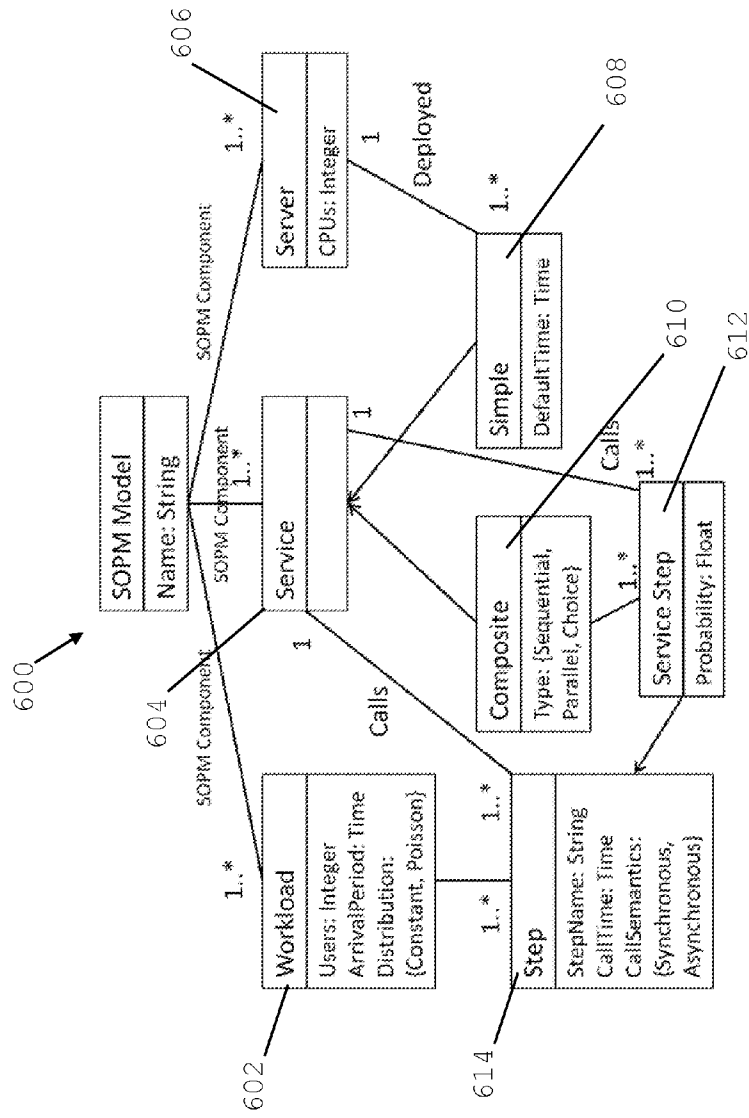 600
SOPM Model
Name: String
SOPM Component
SOPM Component
SOPM Component
1..*
1..*
1..*
602
Workload
Users: Integer
ArrivalPeriod: Time
Distribution:
{Constant, Poisson}
604
Service
606
Server
CPUs: Integer
1
Calls
1
1
Deployed
1..*
1..*
614
Step
StepName: String
CallTime: Time
CallSemantics:
{Synchronous,
Asynchronous}
Composite
Type: {Sequential,
Parallel, Choice}
610
1..*
Simple
DefaultTime: Time
1..*
608
Calls
1..*
Service Step
Probability: Float
612